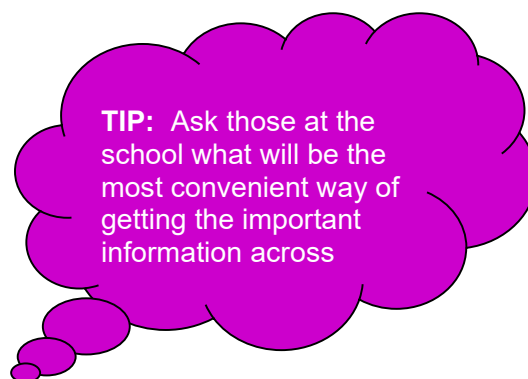 TIP:  Ask those at the
school what will be the
most convenient way of
getting the important
information across